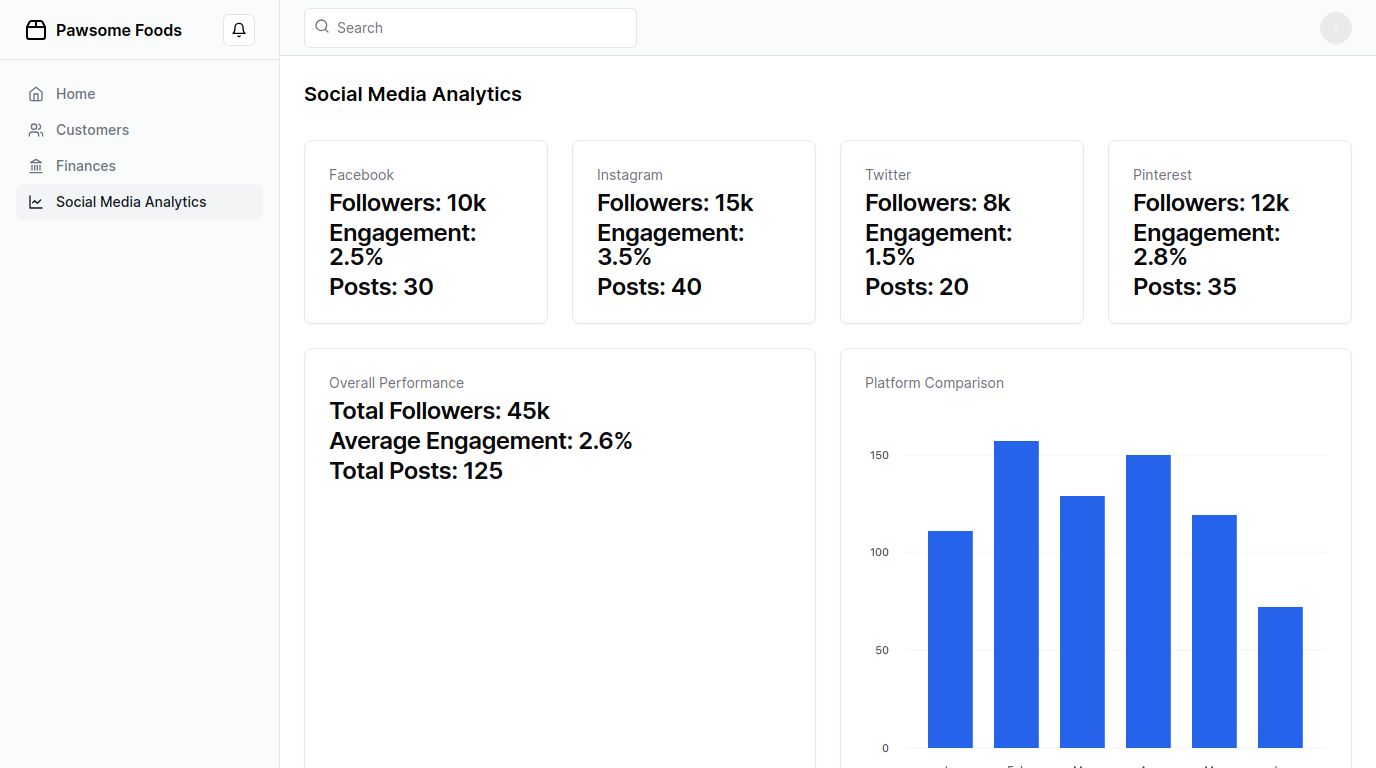 Pawsome Foods
Search
Home
Customers
Finances
Social Media Analytics
Social Media Analytics
Facebook
Followers: 10k
Engagement:
2.5%
Posts: 30
Instagram
Followers: 15k
Engagement:
3.5%
Posts: 40
Twitter
Followers: 8k
Engagement:
1.5%
Posts: 20
Pinterest
Followers: 12k
Engagement:
2.8%
Posts: 35
Overall Performance
Total Followers: 45k
Average Engagement: 2.6%
Total Posts: 125
Platform Comparison
150
100
50
0